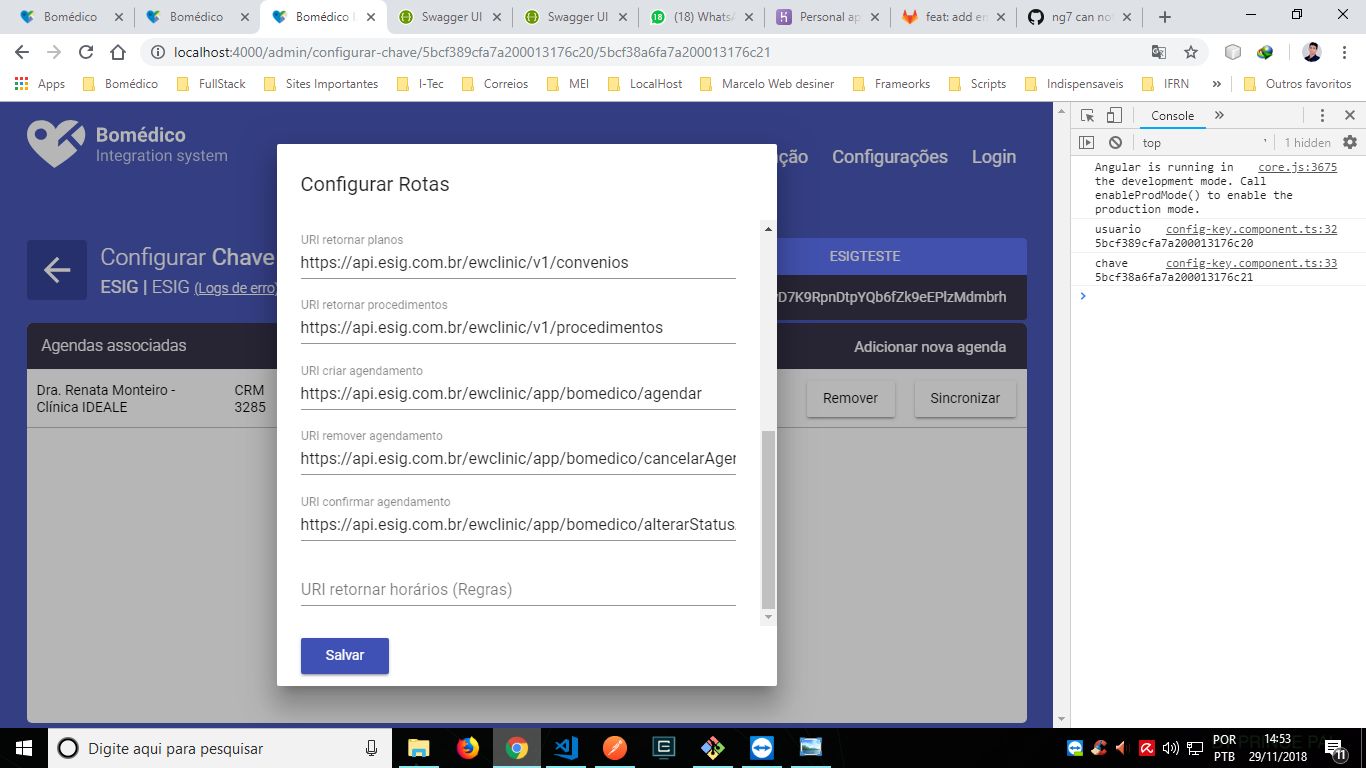 Bomédico
Bomédico
Bomédico I
Swagger UI
Swagger UI
(18) WhatsA
Personal ap
feat: add er
ng7 can not
localhost:4000/admin/configurar-chave/5bcf389cfa7a200013176c20/5bcf38a6fa7a200013176c21
Apps
Bomédico
FullStack
Sites Importantes
I-Tec
Correios
MEI
LocalHost
Marcelo Web desiner
Frameorks
Scripts
Indispensaveis
IFRN
»
Outros favoritos
Bomédico
Integration system
ação
Configurações
Login
Configurar Chave
ESIG | ESIG (Logs de erro)
ESIGTESTE
D7K9RpnDtpYQb6fZk9eEPlzMdmbrh
Agendas associadas
Adicionar nova agenda
Dra. Renata Monteiro -
Clínica IDEALE
CRM
3285
Remover
Sincronizar
Configurar Rotas
URI retornar planos
https://api.esig.com.br/ewclinic/v1/convenios
URI retornar procedimentos
https://api.esig.com.br/ewclinic/v1/procedimentos
URI criar agendamento
https://api.esig.com.br/ewclinic/app/bomedico/agendar
URI remover agendamento
https://api.esig.com.br/ewclinic/app/bomedico/cancelarAgen
URI confirmar agendamento
https://api.esig.com.br/ewclinic/app/bomedico/alterarStatus
URI retornar horários (Regras)
Salvar
Console
»
top
1 hidden
Angular is running in core.js:3675
the development mode. Call
enableProdMode() to enable the
production mode.
usuario config-key.component.ts:32
5bcf389cfa7a200013176c20
chave config-key.component.ts:33
5bcf38a6fa7a200013176c21
Digite aqui para pesquisar
POR
PTB
14:53
29/11/2018
11